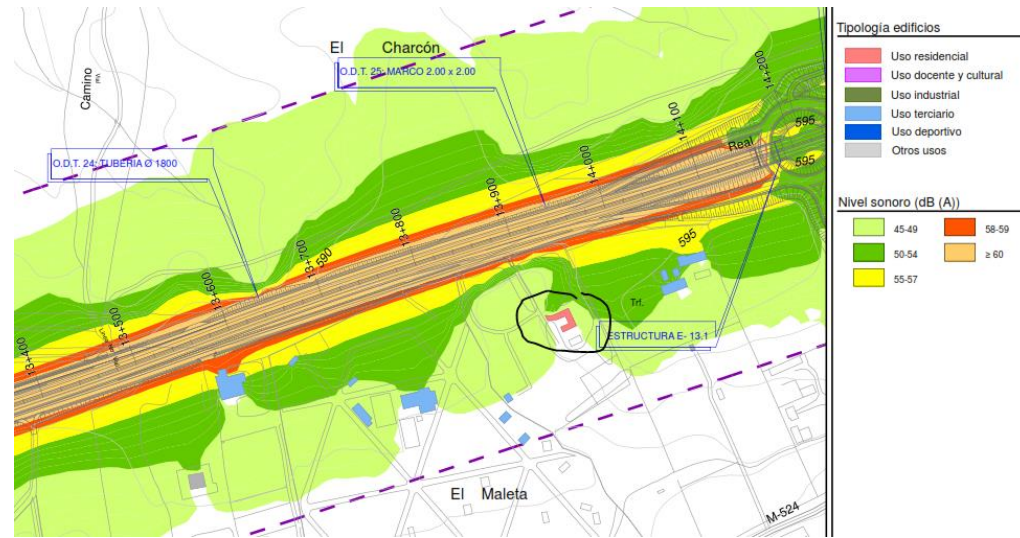 El Charcón
O.D.T. 25: MARCO 2.00 x 2.00
14+200
Camino
Vial
O.D.T. 24: TUBERIA Ø 1800
14+100
Real
595
595
14+000
13+900
13+800
590
13+700
13+600
13+500
13+400
595
Trf.
ESTRUCTURA E- 13.1
El Maleta
M-524
Tipología edificios
Uso residencial
Uso docente y cultural
Uso industrial
Uso terciario
Uso deportivo
Otros usos
Nivel sonoro (dB (A))
45-49
58-59
50-54
≥ 60
55-57